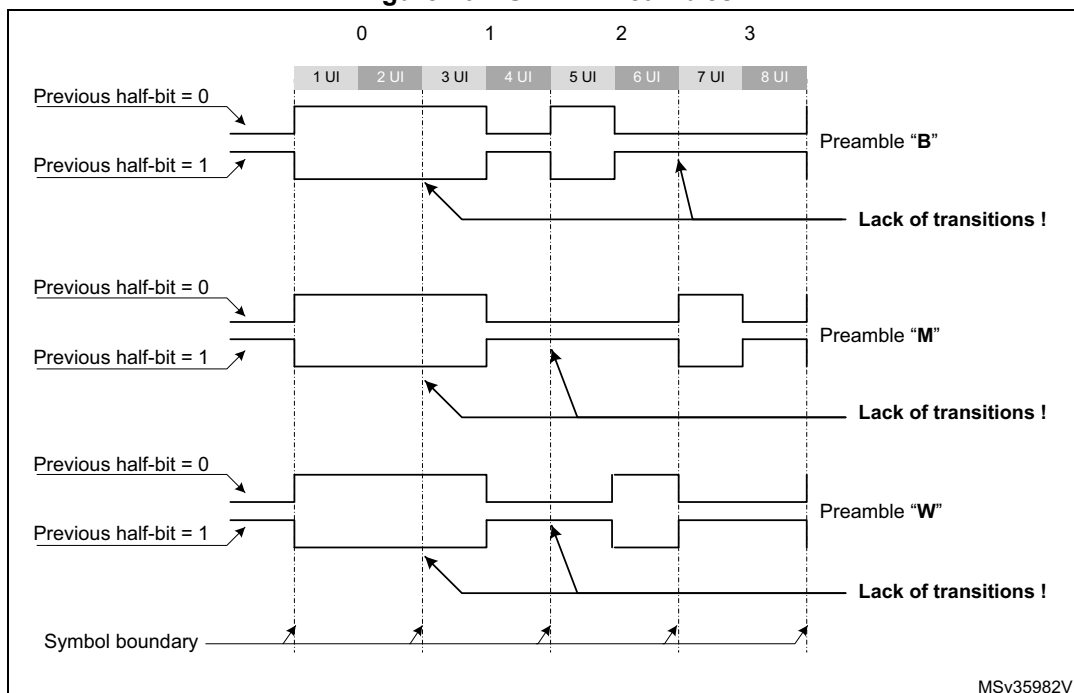 0 1 2 3
1 UI 2 UI 3 UI 4 UI 5 UI 6 UI 7 UI 8 UI
Previous half-bit = 0
Preamble “B”
Previous half-bit = 1
Lack of transitions !
Previous half-bit = 0
Preamble “M”
Previous half-bit = 1
Lack of transitions !
Previous half-bit = 0
Preamble “W”
Previous half-bit = 1
Lack of transitions !
Symbol boundary
MSv35982V